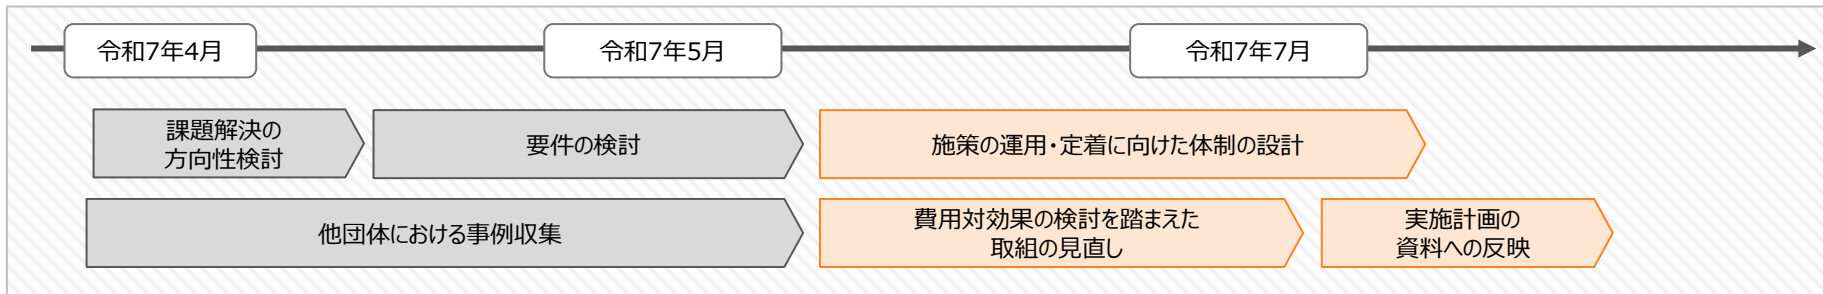 令和7年4月
令和7年5月
令和7年7月
課題解決の
方向性検討
要件の検討
施策の運用・定着に向けた体制の設計
他団体における事例収集
費用対効果の検討を踏まえた
取組の見直し
実施計画の
資料への反映